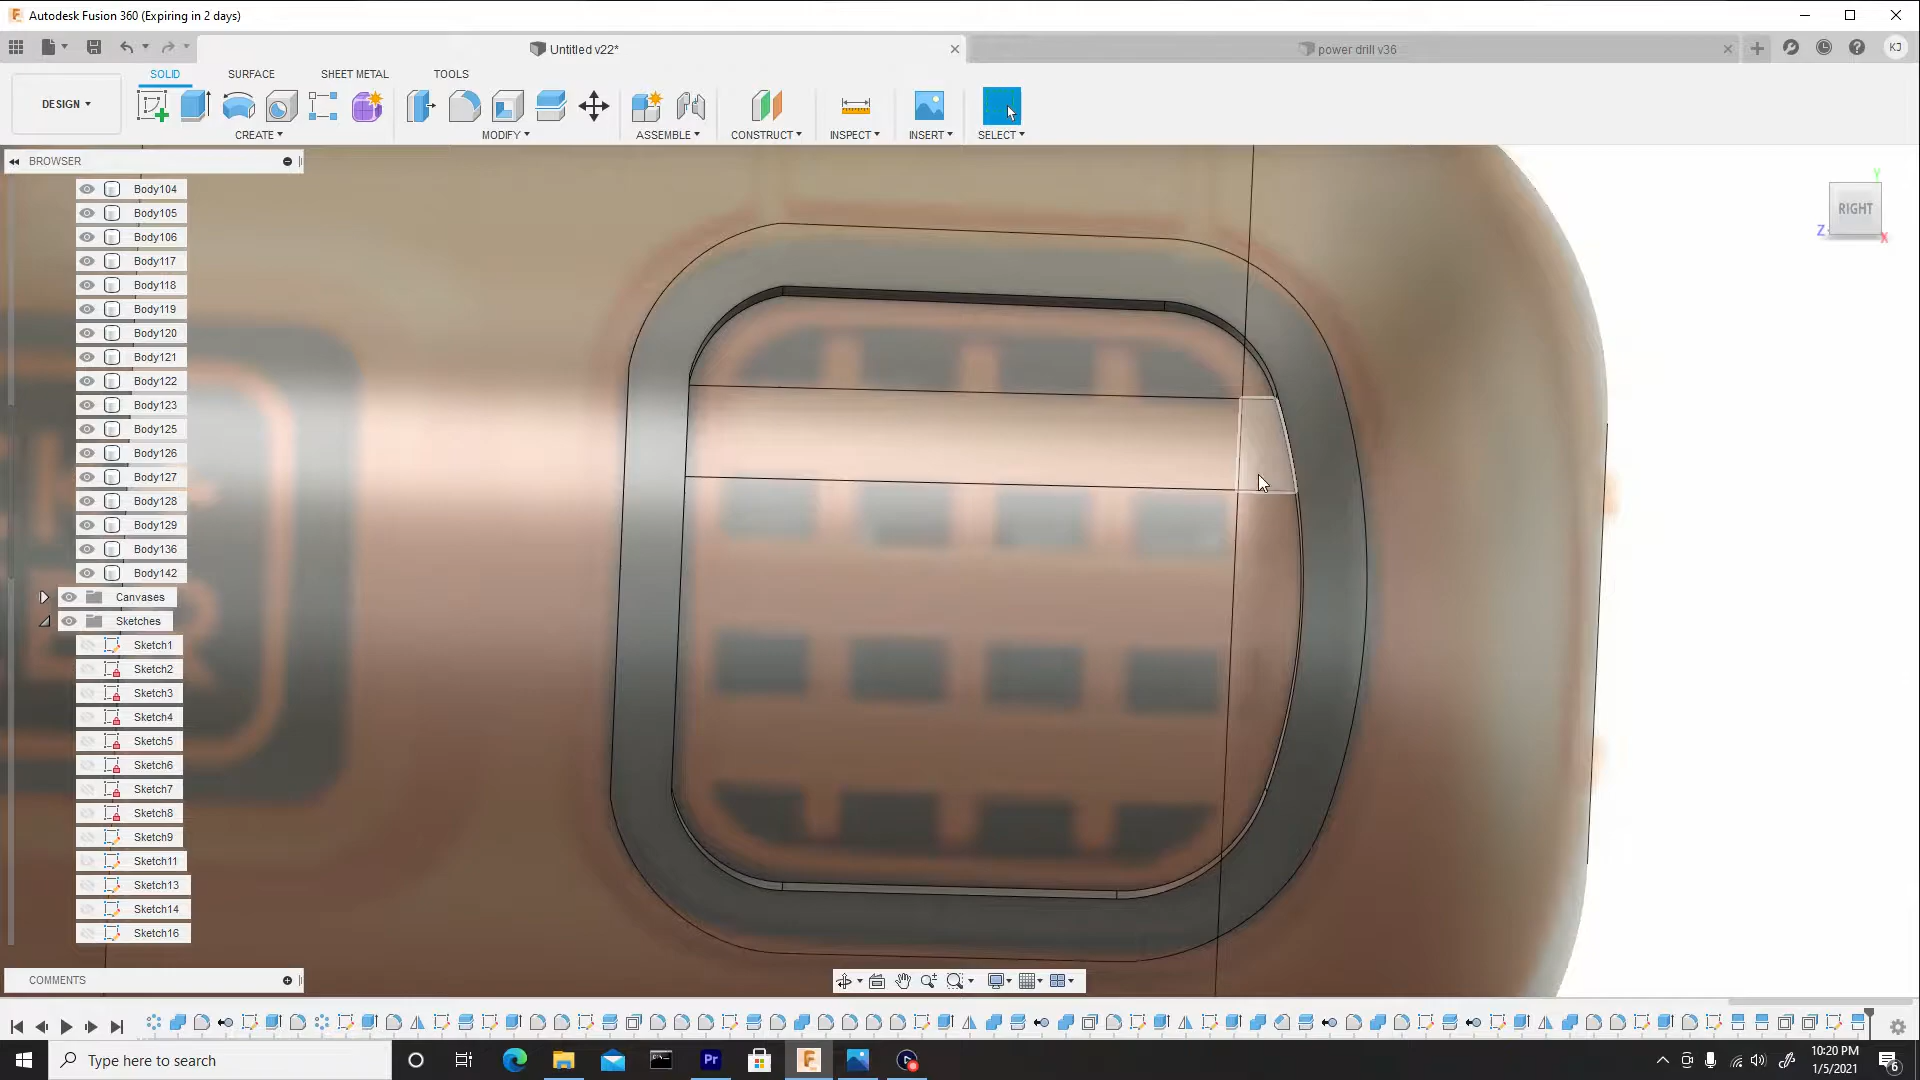 Autodesk Fusion 360 (Expiring in 2 days)
Untitled v22*
power drill v36
KJ
DESIGN
SOLID
SURFACE
SHEET METAL
TOOLS
CREATE
MODIFY
ASSEMBLE
CONSTRUCT
INSPECT
INSERT
SELECT
BROWSER
Body104
Body105
Body106
Body117
Body118
Body119
Body120
Body121
Body122
Body123
Body125
Body126
Body127
Body128
Body129
Body136
Body142
Canvases
Sketches
Sketch1
Sketch2
Sketch3
Sketch4
Sketch5
Sketch6
Sketch7
Sketch8
Sketch9
Sketch11
Sketch13
Sketch14
Sketch16
Y
RIGHT
Z
X
COMMENTS
Type here to search
Pr
10:20 PM
1/5/2021
6